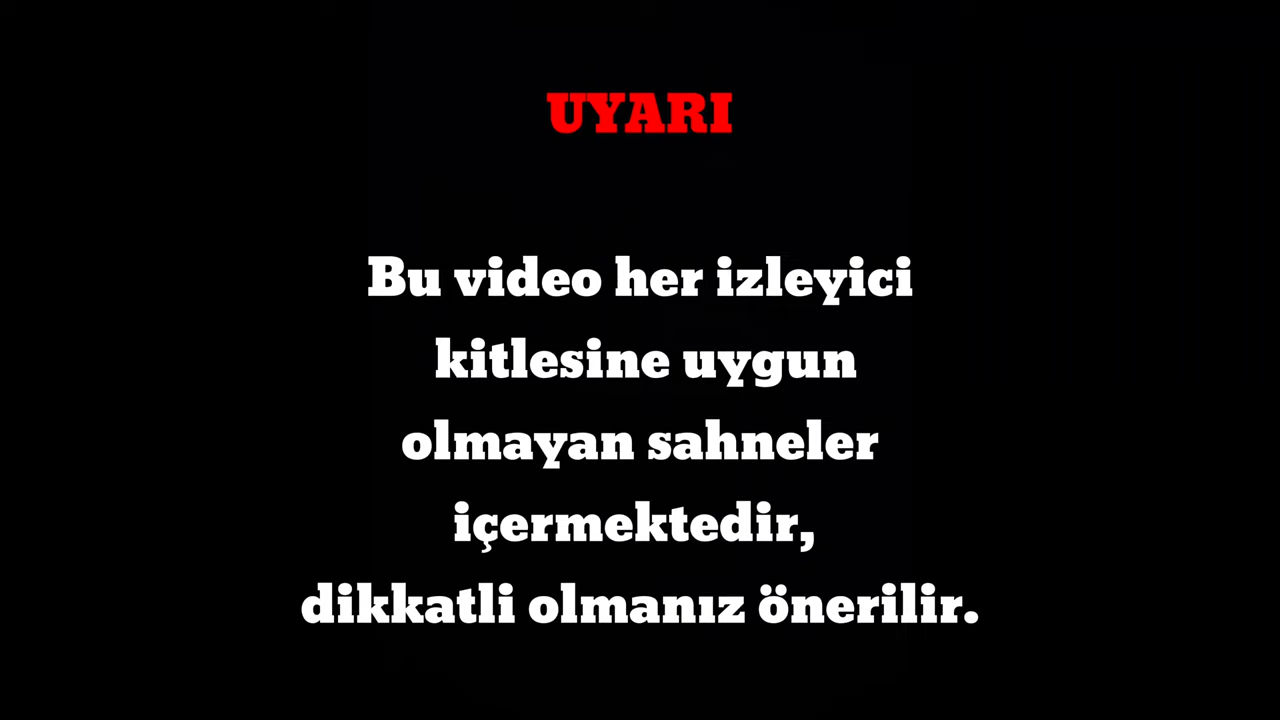 UYARI
Bu video her izleyici
kitlesine uygun
olmayan sahneler
içermektedir,
dikkatli olmanız önerilir.